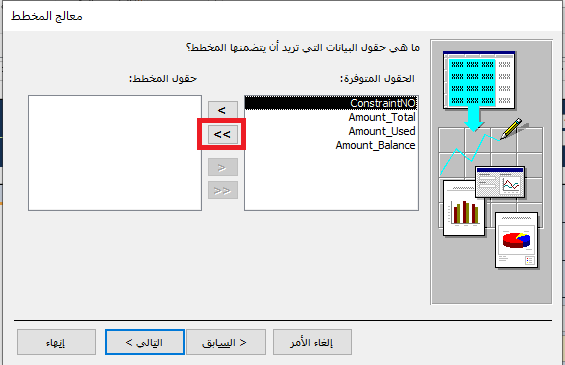 معالج المخطط
ما هي حقول البيانات التي تريد أن يتضمنها المخطط؟
الحقول المتوفرة:
حقول المخطط:
ConstraintNO
Amount_Total
Amount_Used
Amount_Balance
<
<<
>
>>
إلغاء الأمر
< السابق
التالي >
إنهاء